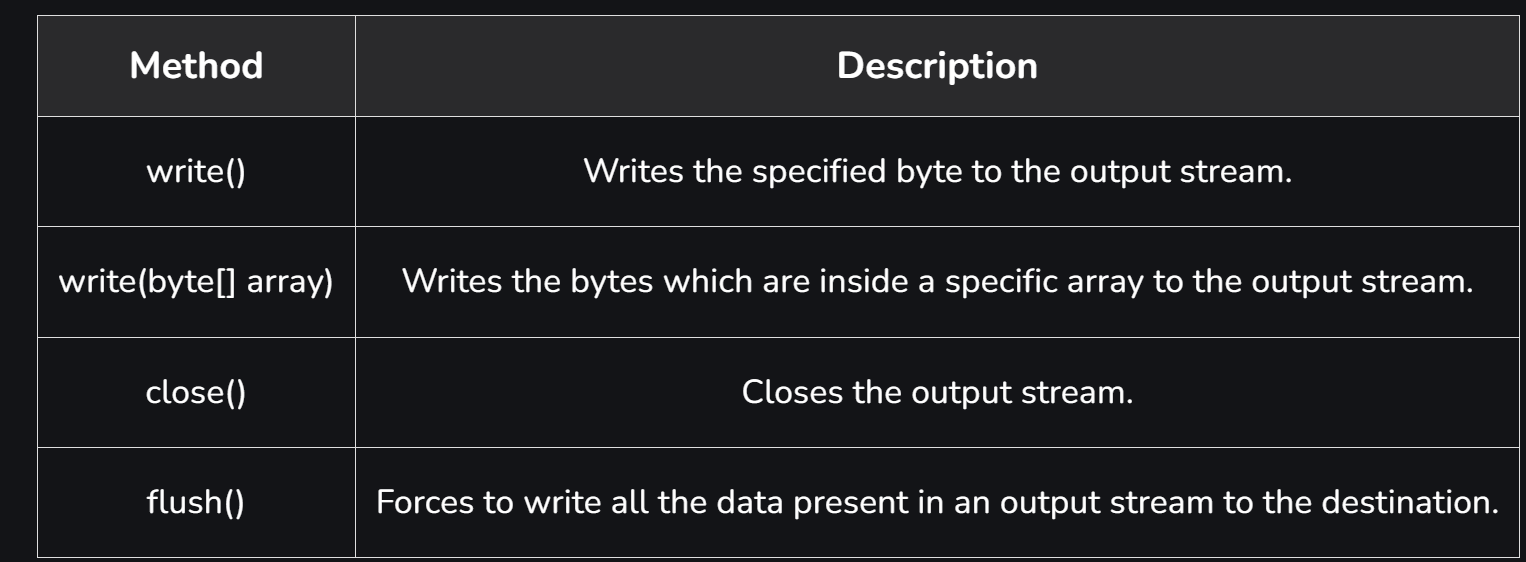 Method Description
write() Writes the specified byte to the output stream.
write(byte[] array) Writes the bytes which are inside a specific array to the output stream.
close() Closes the output stream.
flush() Forces to write all the data present in an output stream to the destination.